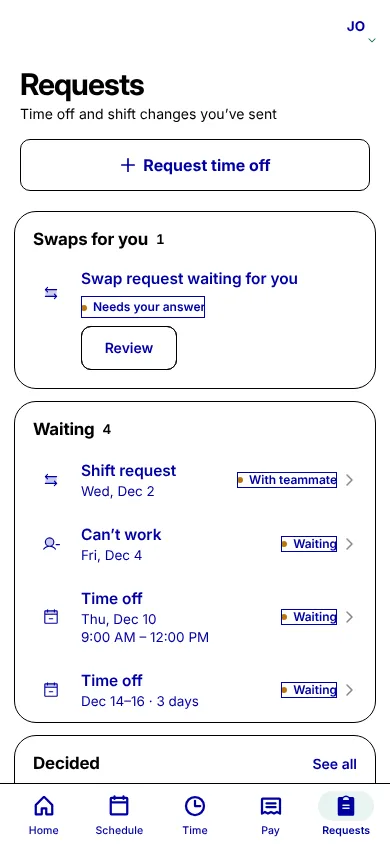 JO
Requests
Time off and shift changes you’ve sent
Request time off
Swaps for you 1
Swap request waiting for you
Needs your answer
Review
Waiting 4
Shift request
Wed, Dec 2
With teammate
Can’t work
Fri, Dec 4
Waiting
Time off
Thu, Dec 10
9:00 AM – 12:00 PM
Waiting
Time off
Dec 14–16 · 3 days
Waiting
Decided
See all
Home
Schedule
Time
Pay
Requests